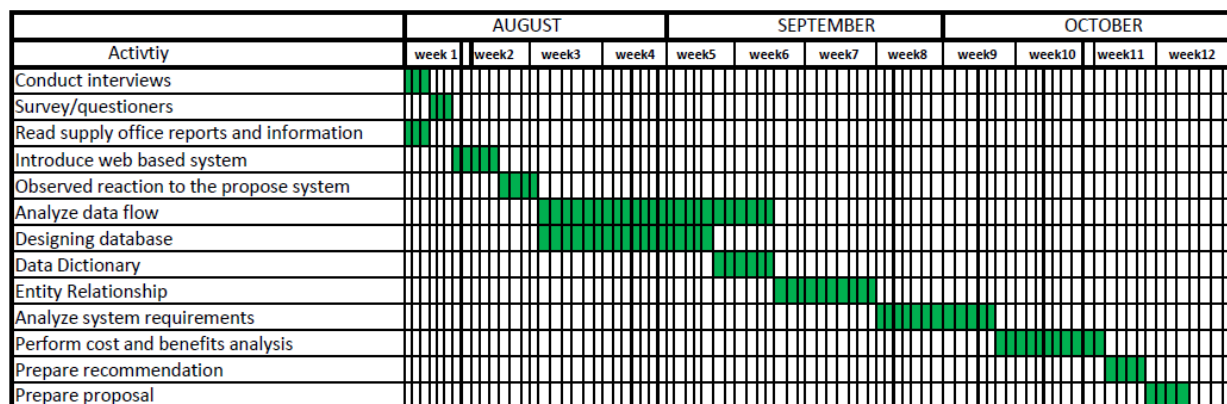 AUGUST SEPTEMBER OCTOBER
Activtiy week 1 week2 week3 week4 week5 week6 week7 week8 week9 week10 week11 week12
Conduct interviews
Survey/questioners
Read supply office reports and information
Introduce web based system
Observed reaction to the propose system
Analyze data flow
Designing database
Data Dictionary
Entity Relationship
Analyze system requirements
Perform cost and benefits analysis
Prepare recommendation
Prepare proposal